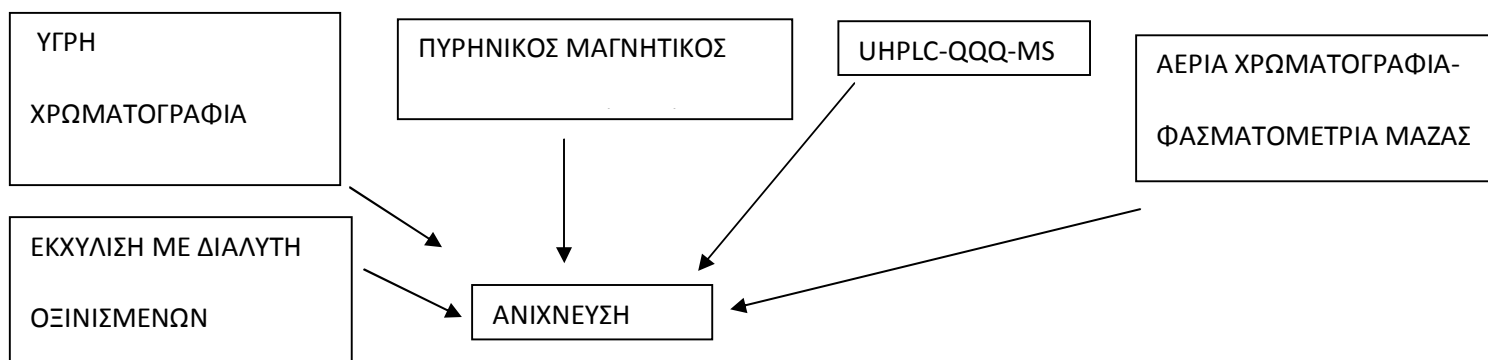 ΥΓΡΗ
ΧΡΩΜΑΤΟΓΡΑΦΙΑ
ΠΥΡΗΝΙΚΟΣ ΜΑΓΝΗΤΙΚΟΣ
UHPLC-QQQ-MS
ΑΕΡΙΑ ΧΡΩΜΑΤΟΓΡΑΦΙΑ-
ΦΑΣΜΑΤΟΜΕΤΡΙΑ ΜΑΖΑΣ
ΕΚΧΥΛΙΣΗ ΜΕ ΔΙΑΛΥΤΗ
ΟΞΙΝΙΣΜΕΝΩΝ
ΑΝΙΧΝΕΥΣΗ